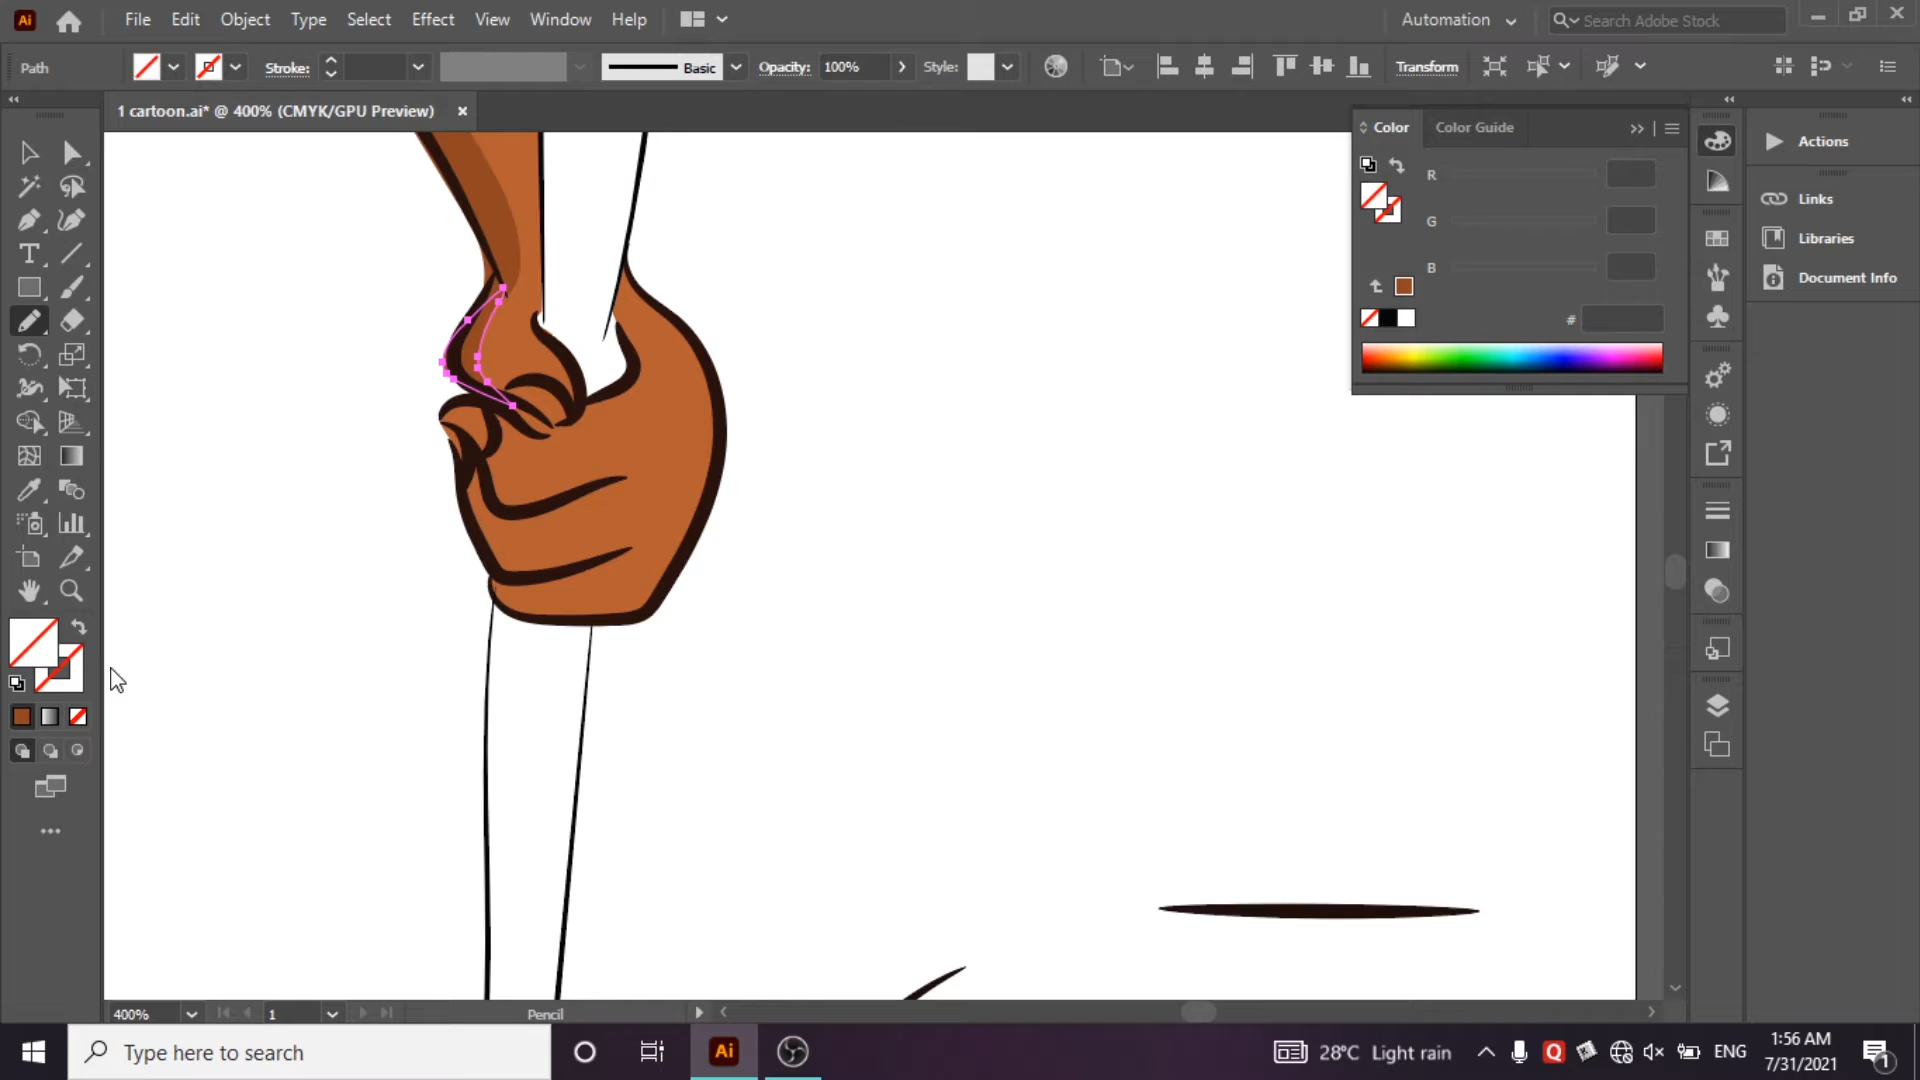 Ai File Edit Object Type Select Effect View Window Help Automation Search Adobe Stock
Path Stroke: Basic Opacity: 100% Style: Transform
1 cartoon.ai* @ 400% (CMYK/GPU Preview)
Color Color Guide
R
G
B
#
Actions
Links
Libraries
Document Info
400% 1 Pencil
Type here to search Ai 28°C Light rain ENG 1:56 AM
7/31/2021 1